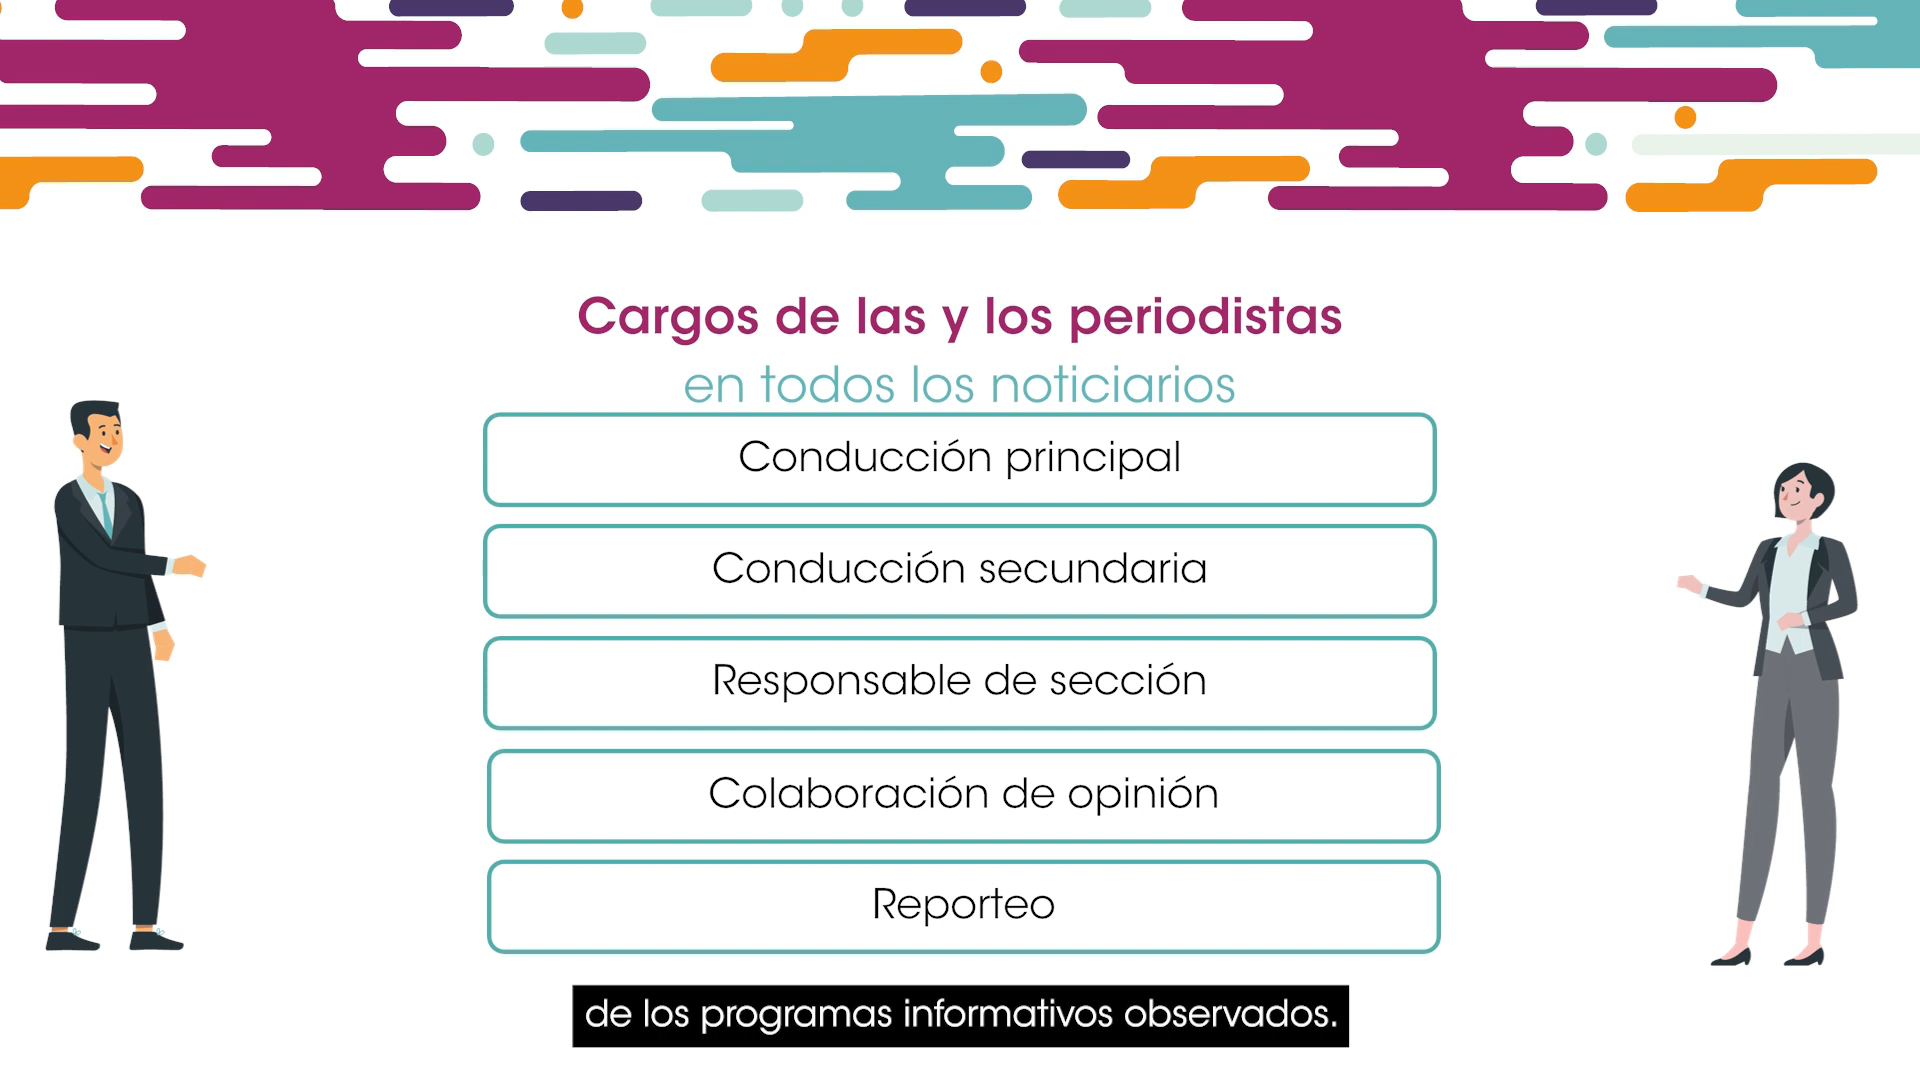 Cargos de las y los periodistas
en todos los noticiarios
Conducción principal
Conducción secundaria
Responsable de sección
Colaboración de opinión
Reporteo
de los programas informativos observados.